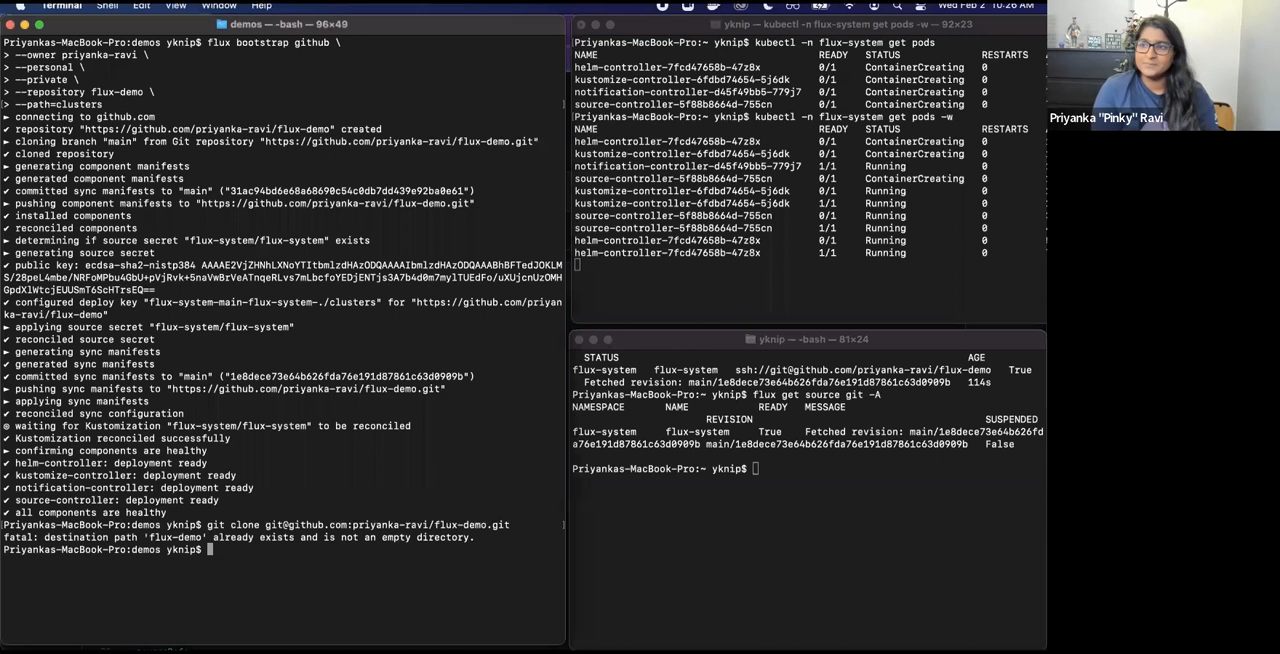 Terminal Shell Edit View Window Help
Wed Feb 2 10:26 AM
demos — -bash — 96×49
Priyankas-MacBook-Pro:demos yknip$ flux bootstrap github \
> --owner priyanka-ravi \
> --personal \
> --private \
> --repository flux-demo \
> --path=clusters
► connecting to github.com
✔ repository "https://github.com/priyanka-ravi/flux-demo" created
► cloning branch "main" from Git repository "https://github.com/priyanka-ravi/flux-demo.git"
✔ cloned repository
► generating component manifests
✔ generated component manifests
✔ committed sync manifests to "main" ("31ac94bd6e68a68690c54c0db7dd439e92ba0e61")
► pushing component manifests to "https://github.com/priyanka-ravi/flux-demo.git"
✔ installed components
✔ reconciled components
► determining if source secret "flux-system/flux-system" exists
► generating source secret
✔ public key: ecdsa-sha2-nistp384 AAAAE2VjZHNhLXNoYTItbmlzdHAzODQAAAAIbmlzdHAzODQAAABhBFTedJOKLM
S/28peL4mbe/NRFoMPbu4GbU+pVjRvk+5naVwBrVeATnqeRLvs7mLbcfoYEDjENTjs3A7b4d0m7mylTUEdFo/uXUjcnUzOMH
GpdXlWtcjEUUSmT6ScHTrsEQ==
✔ configured deploy key "flux-system-main-flux-system-./clusters" for "https://github.com/priyan
ka-ravi/flux-demo"
► applying source secret "flux-system/flux-system"
✔ reconciled source secret
► generating sync manifests
✔ generated sync manifests
✔ committed sync manifests to "main" ("1e8dece73e64b626fda76e191d87861c63d0909b")
► pushing sync manifests to "https://github.com/priyanka-ravi/flux-demo.git"
► applying sync manifests
✔ reconciled sync configuration
◎ waiting for Kustomization "flux-system/flux-system" to be reconciled
✔ Kustomization reconciled successfully
► confirming components are healthy
✔ helm-controller: deployment ready
✔ kustomize-controller: deployment ready
✔ notification-controller: deployment ready
✔ source-controller: deployment ready
✔ all components are healthy
Priyankas-MacBook-Pro:demos yknip$ git clone git@github.com:priyanka-ravi/flux-demo.git
fatal: destination path 'flux-demo' already exists and is not an empty directory.
Priyankas-MacBook-Pro:demos yknip$
yknip — kubectl -n flux-system get pods -w — 92×23
Priyankas-MacBook-Pro:~ yknip$ kubectl -n flux-system get pods
NAME READY STATUS RESTARTS
helm-controller-7fcd47658b-47z8x 0/1 ContainerCreating 0
kustomize-controller-6fdbd74654-5j6dk 0/1 ContainerCreating 0
notification-controller-d45f49bb5-779j7 0/1 ContainerCreating 0
source-controller-5f88b8664d-755cn 0/1 ContainerCreating 0
Priyankas-MacBook-Pro:~ yknip$ kubectl -n flux-system get pods -w
NAME READY STATUS RESTARTS
helm-controller-7fcd47658b-47z8x 0/1 ContainerCreating 0
kustomize-controller-6fdbd74654-5j6dk 0/1 ContainerCreating 0
notification-controller-d45f49bb5-779j7 1/1 Running 0
source-controller-5f88b8664d-755cn 0/1 ContainerCreating 0
kustomize-controller-6fdbd74654-5j6dk 0/1 Running 0
kustomize-controller-6fdbd74654-5j6dk 1/1 Running 0
source-controller-5f88b8664d-755cn 0/1 Running 0
source-controller-5f88b8664d-755cn 1/1 Running 0
helm-controller-7fcd47658b-47z8x 0/1 Running 0
helm-controller-7fcd47658b-47z8x 1/1 Running 0
yknip — -bash — 81×24
STATUS AGE
flux-system flux-system ssh://git@github.com/priyanka-ravi/flux-demo True
Fetched revision: main/1e8dece73e64b626fda76e191d87861c63d0909b 114s
Priyankas-MacBook-Pro:~ yknip$ flux get source git -A
NAMESPACE NAME READY MESSAGE
REVISION SUSPENDED
flux-system flux-system True Fetched revision: main/1e8dece73e64b626fd
a76e191d87861c63d0909b main/1e8dece73e64b626fda76e191d87861c63d0909b False
Priyankas-MacBook-Pro:~ yknip$
Priyanka "Pinky" Ravi